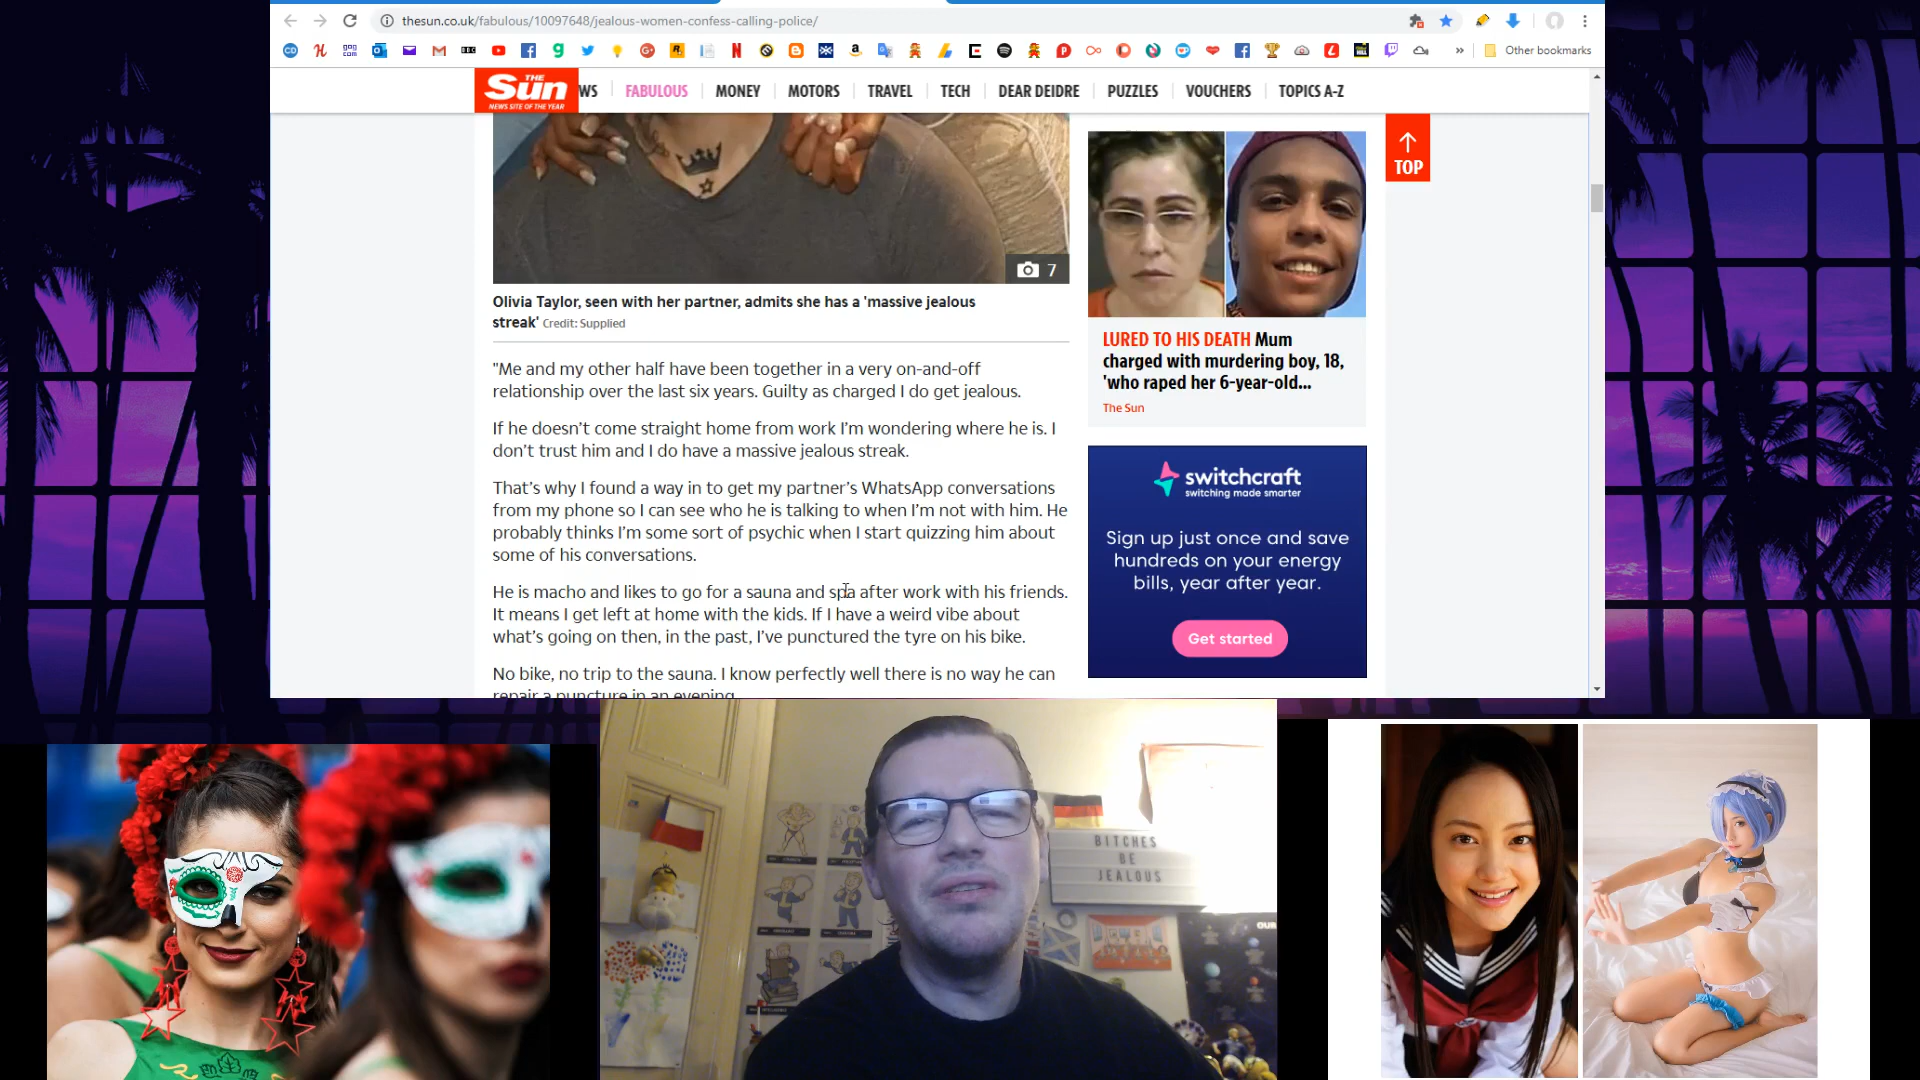 thesun.co.uk/fabulous/10097648/jealous-women-confess-calling-police/
Other bookmarks
THE Sun
NEWS SITE OF THE YEAR
WS FABULOUS MONEY MOTORS TRAVEL TECH DEAR DEIDRE PUZZLES VOUCHERS TOPICS A-Z
TOP
7
Olivia Taylor, seen with her partner, admits she has a 'massive jealous
streak' Credit: Supplied
"Me and my other half have been together in a very on-and-off
relationship over the last six years. Guilty as charged I do get jealous.
If he doesn't come straight home from work I'm wondering where he is. I
don't trust him and I do have a massive jealous streak.
That's why I found a way in to get my partner's WhatsApp conversations
from my phone so I can see who he is talking to when I'm not with him. He
probably thinks I'm some sort of psychic when I start quizzing him about
some of his conversations.
He is macho and likes to go for a sauna and spa after work with his friends.
It means I get left at home with the kids. If I have a weird vibe about
what's going on then, in the past, I've punctured the tyre on his bike.
No bike, no trip to the sauna. I know perfectly well there is no way he can
repair a puncture in an evening.
LURED TO HIS DEATH Mum
charged with murdering boy, 18,
'who raped her 6-year-old...
The Sun
switchcraft
switching made smarter
Sign up just once and save
hundreds on your energy
bills, year after year.
Get started
BITCHES
BE
JEALOUS
OUR